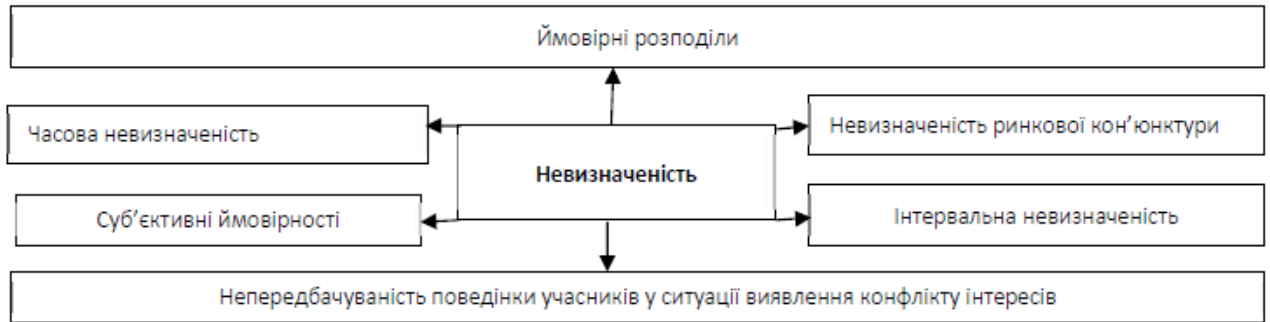 Ймовірні розподіли
Часова невизначеність
Невизначеність ринкової кон’юнктури
Невизначеність
Суб’єктивні ймовірності
Інтервальна невизначеність
Непередбачуваність поведінки учасників у ситуації виявлення конфлікту інтересів